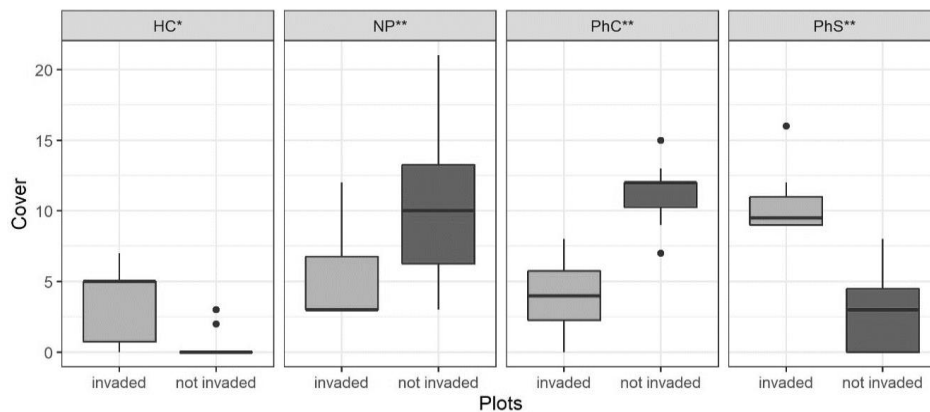 HC* NP** PhC** PhS**
20
15
10
5
0
Cover
invaded not invaded invaded not invaded invaded not invaded invaded not invaded
Plots